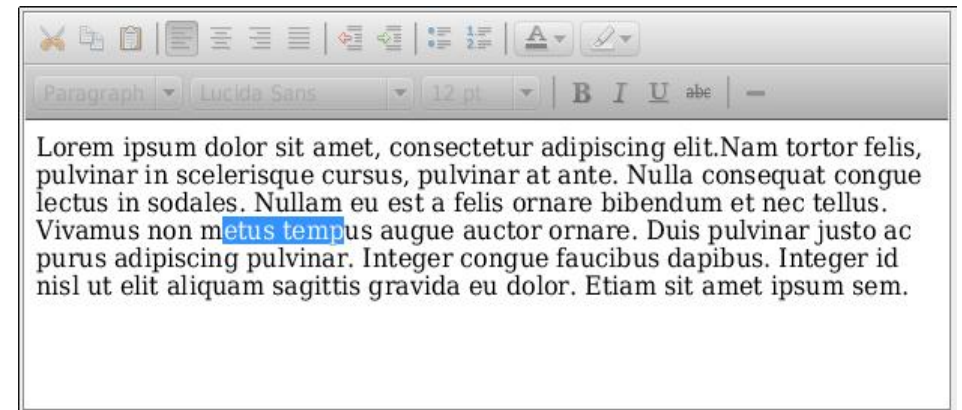 Paragraph Lucida Sans 12 pt B I U abc
Lorem ipsum dolor sit amet, consectetur adipiscing elit.Nam tortor felis,
pulvinar in scelerisque cursus, pulvinar at ante. Nulla consequat congue
lectus in sodales. Nullam eu est a felis ornare bibendum et nec tellus.
Vivamus non metus tempus augue auctor ornare. Duis pulvinar justo ac
purus adipiscing pulvinar. Integer congue faucibus dapibus. Integer id
nisl ut elit aliquam sagittis gravida eu dolor. Etiam sit amet ipsum sem.